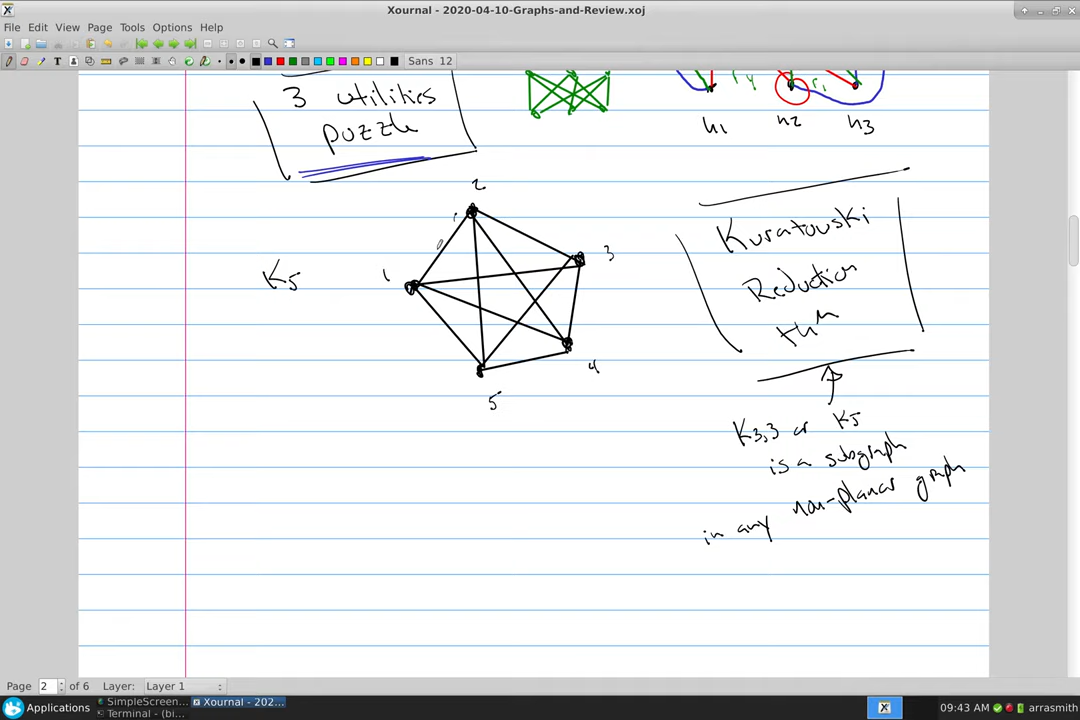 Xournal - 2020-04-10-Graphs-and-Review.xoj
File Edit View Page Tools Options Help
Sans 12
3 utilities
puzzle
r4
r1
h1 h2 h3
K5
1
2
3
4
5
Kuratowski
Reduction
thm
K3,3 or K5
is a subgraph
in any non-planar graph
Page 2 of 6 Layer: Layer 1
Applications
SimpleScreen...
Terminal - (bi...
Xournal - 202...
09:43 AM
arrasmith